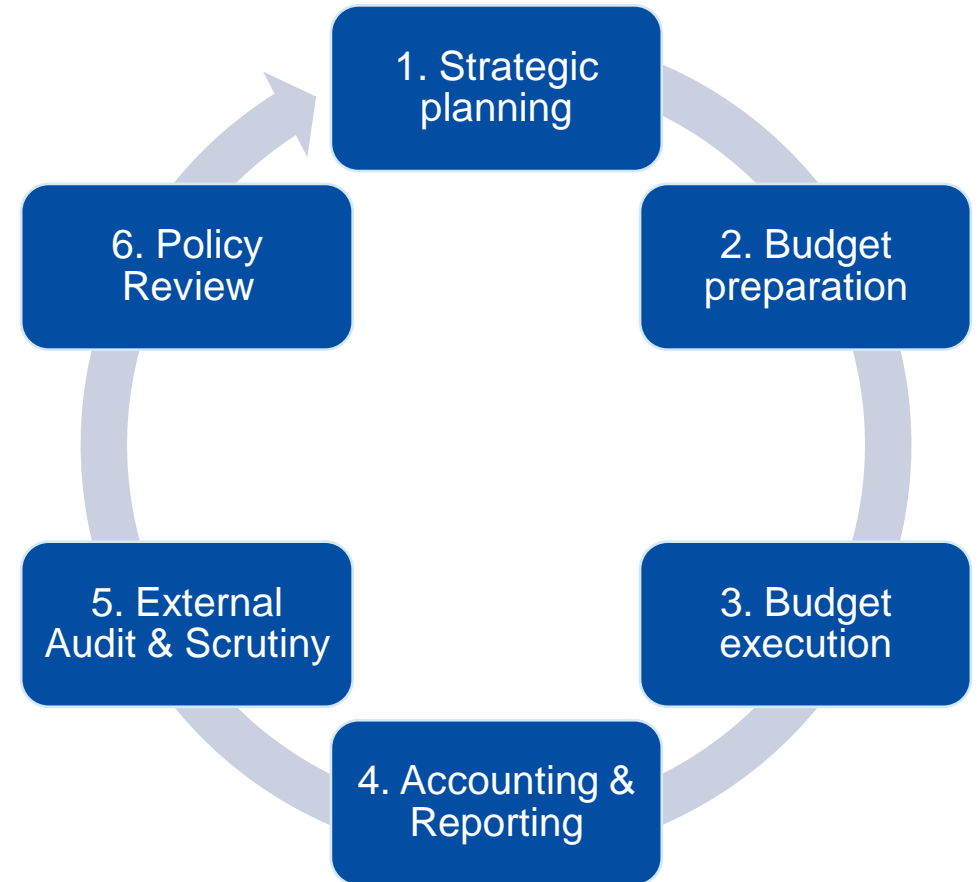 1. Strategic
planning
2. Budget
preparation
3. Budget
execution
4. Accounting &
Reporting
5. External
Audit & Scrutiny
6. Policy
Review